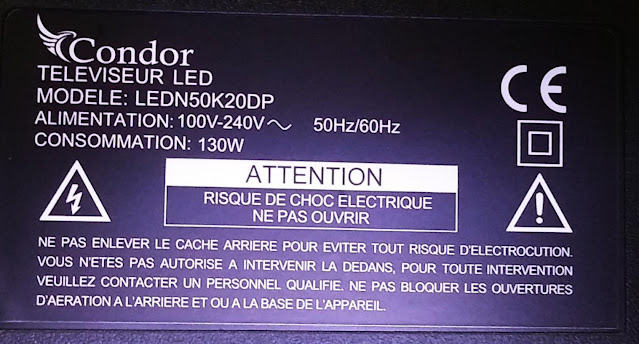 Condor
TELEVISEUR LED
MODELE: LEDN50K20DP
ALIMENTATION: 100V-240V～ 50Hz/60Hz
CONSOMMATION: 130W
CE
ATTENTION
RISQUE DE CHOC ELECTRIQUE
NE PAS OUVRIR
NE PAS ENLEVER LE CACHE ARRIERE POUR EVITER TOUT RISQUE D'ELECTROCUTION.
VOUS N'ETES PAS AUTORISE A INTERVENIR LA DEDANS, POUR TOUTE INTERVENTION
VEUILLEZ CONTACTER UN PERSONNEL QUALIFIE. NE PAS BLOQUER LES OUVERTURES
D'AERATION A L'ARRIERE ET OU A LA BASE DE L'APPAREIL.